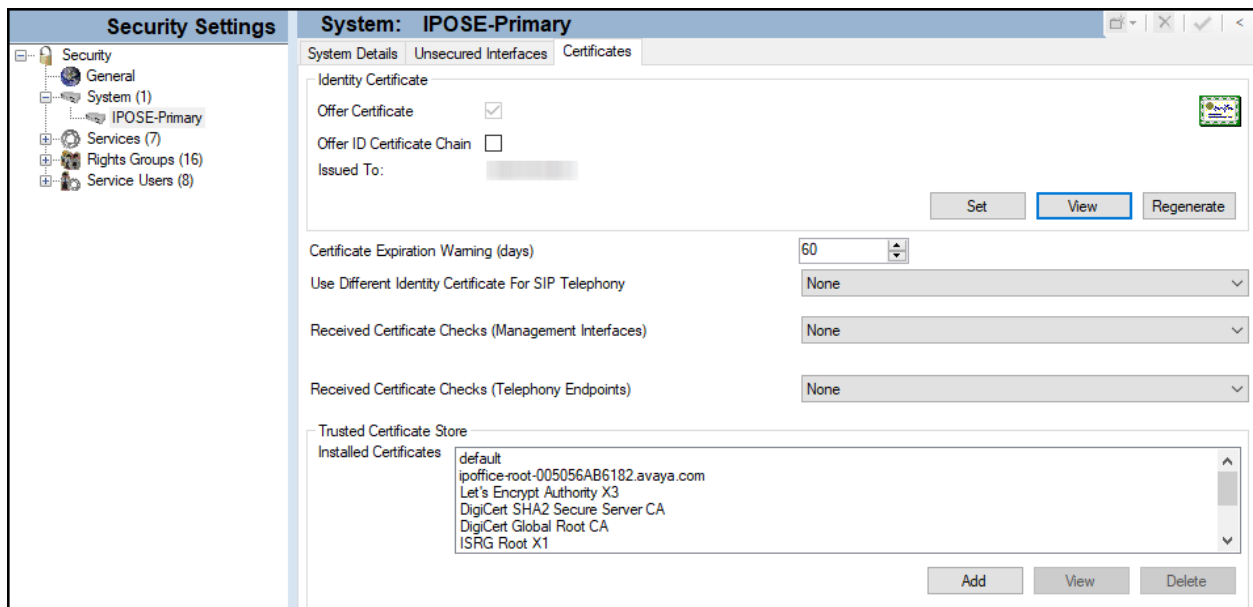 Security Settings
System: IPOSE-Primary
Security
General
System (1)
IPOSE-Primary
Services (7)
Rights Groups (16)
Service Users (8)
System Details Unsecured Interfaces Certificates
Identity Certificate
Offer Certificate
Offer ID Certificate Chain
Issued To:
Set View Regenerate
Certificate Expiration Warning (days) 60
Use Different Identity Certificate For SIP Telephony None
Received Certificate Checks (Management Interfaces) None
Received Certificate Checks (Telephony Endpoints) None
Trusted Certificate Store
Installed Certificates
default
ipoffice-root-005056AB6182.avaya.com
Let's Encrypt Authority X3
DigiCert SHA2 Secure Server CA
DigiCert Global Root CA
ISRG Root X1
Add View Delete